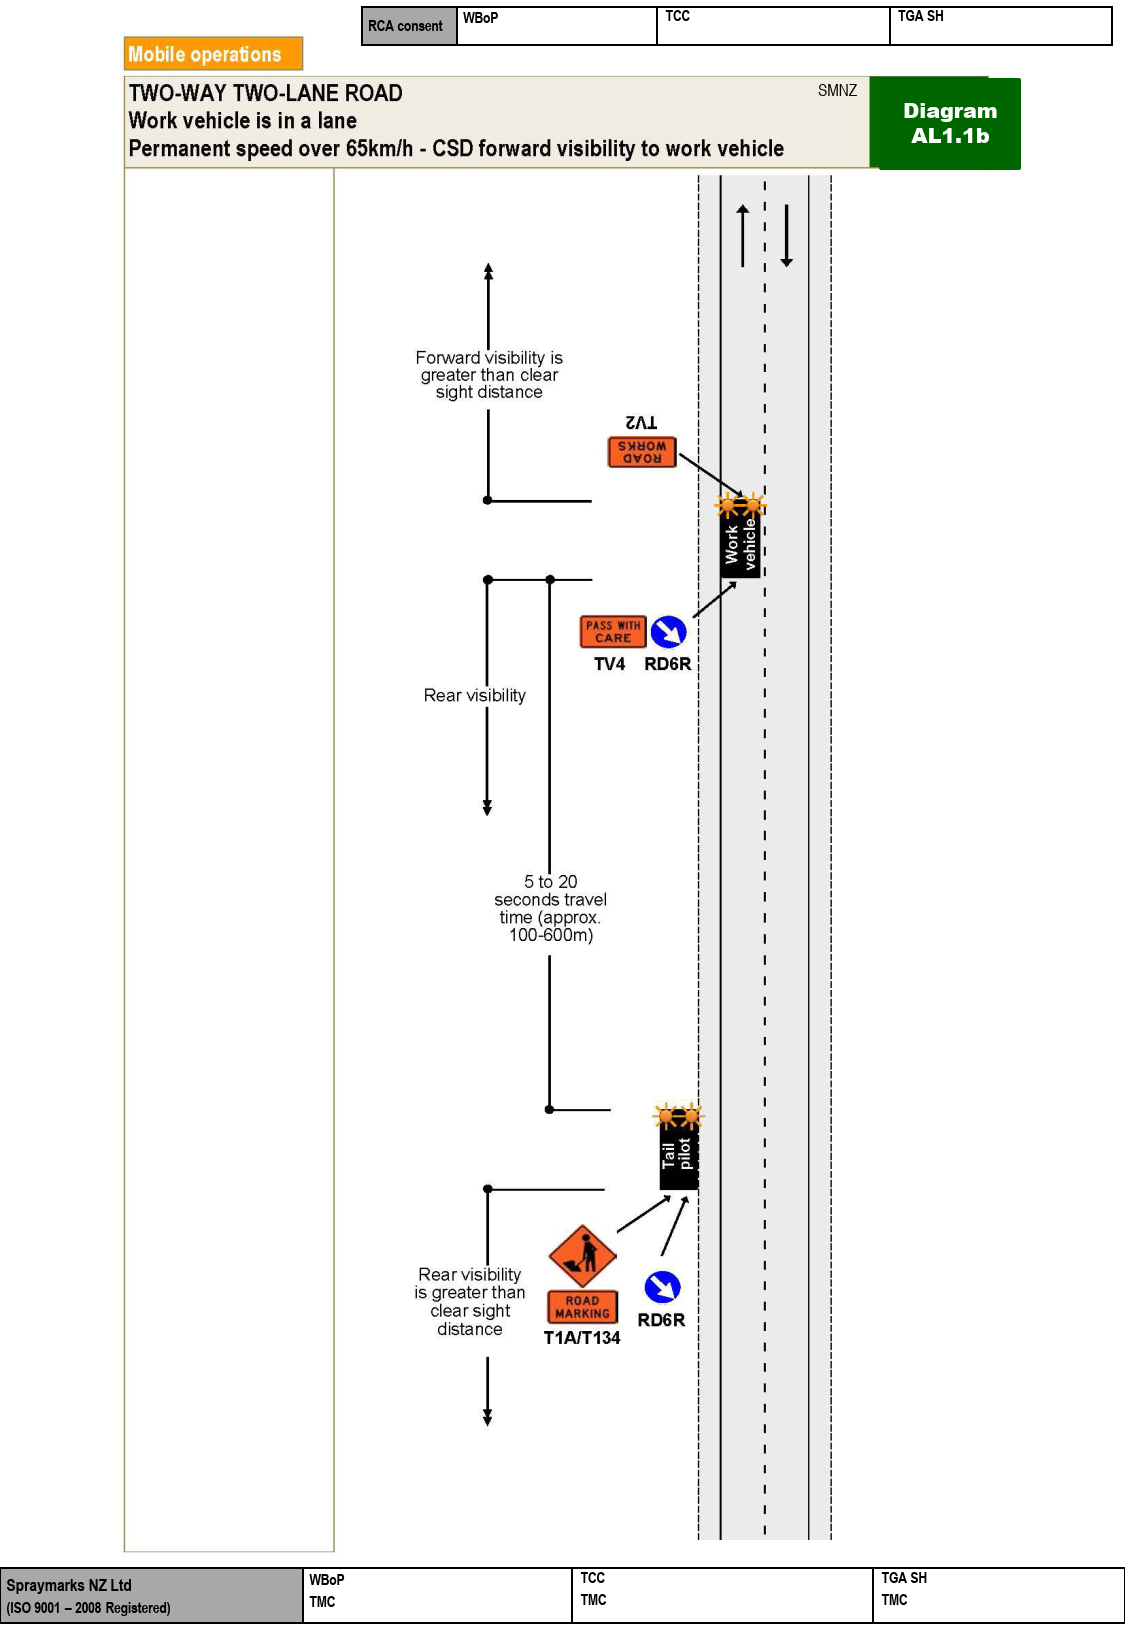 RCA consent
WBoP
TCC
TGA SH
Mobile operations
TWO-WAY TWO-LANE ROAD
SMNZ
Work vehicle is in a lane
Permanent speed over 65km/h - CSD forward visibility to work vehicle
Diagram
AL1.1b
Forward visibility is
greater than clear
sight distance
TV2
ROAD
WORKS
Work
vehicle
PASS WITH
CARE
TV4
RD6R
Rear visibility
5 to 20
seconds travel
time (approx.
100-600m)
Tail
pilot
Rear visibility
is greater than
clear sight
distance
ROAD
MARKING
T1A/T134
RD6R
Spraymarks NZ Ltd
(ISO 9001 – 2008 Registered)
WBoP
TMC
TCC
TMC
TGA SH
TMC